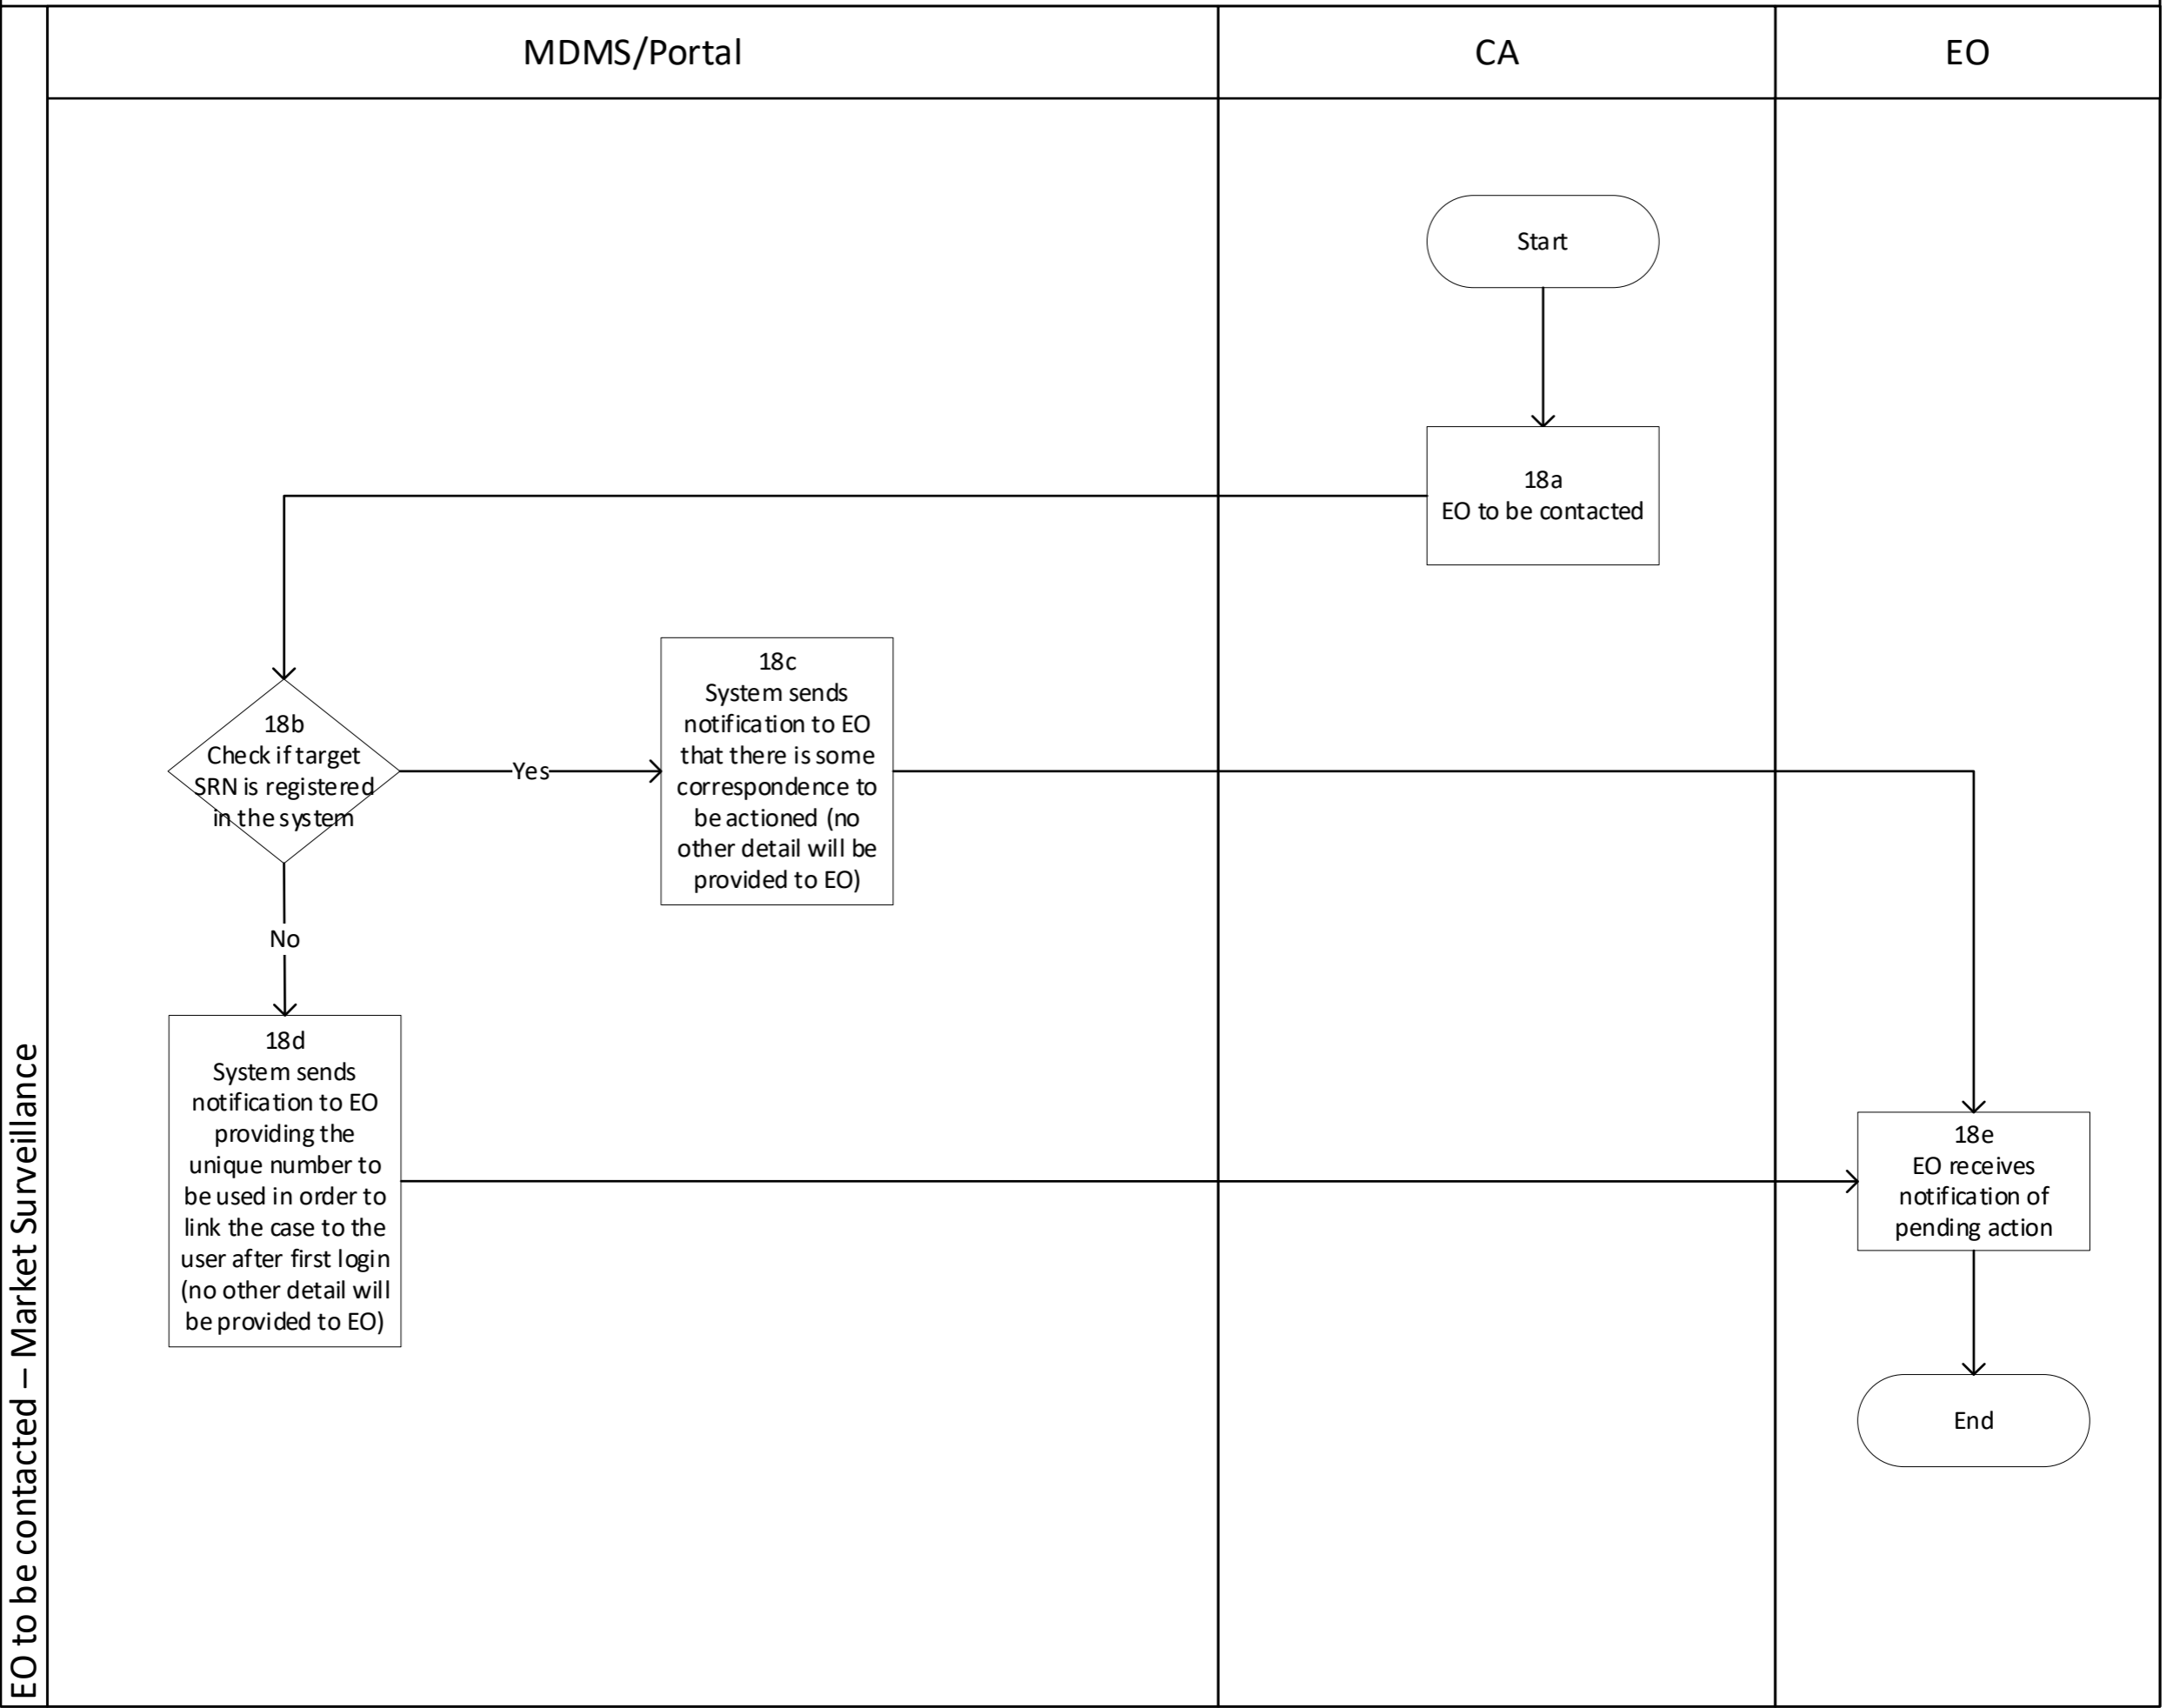 MDMS/Portal
CA
EO
EO to be contacted – Market Surveillance
Start
18a
EO to be contacted
18b
Check if target
SRN is registered
in the system
Yes
18c
System sends
notification to EO
that there is some
correspondence to
be actioned (no
other detail will be
provided to EO)
No
18d
System sends
notification to EO
providing the
unique number to
be used in order to
link the case to the
user after first login
(no other detail will
be provided to EO)
18e
EO receives
notification of
pending action
End